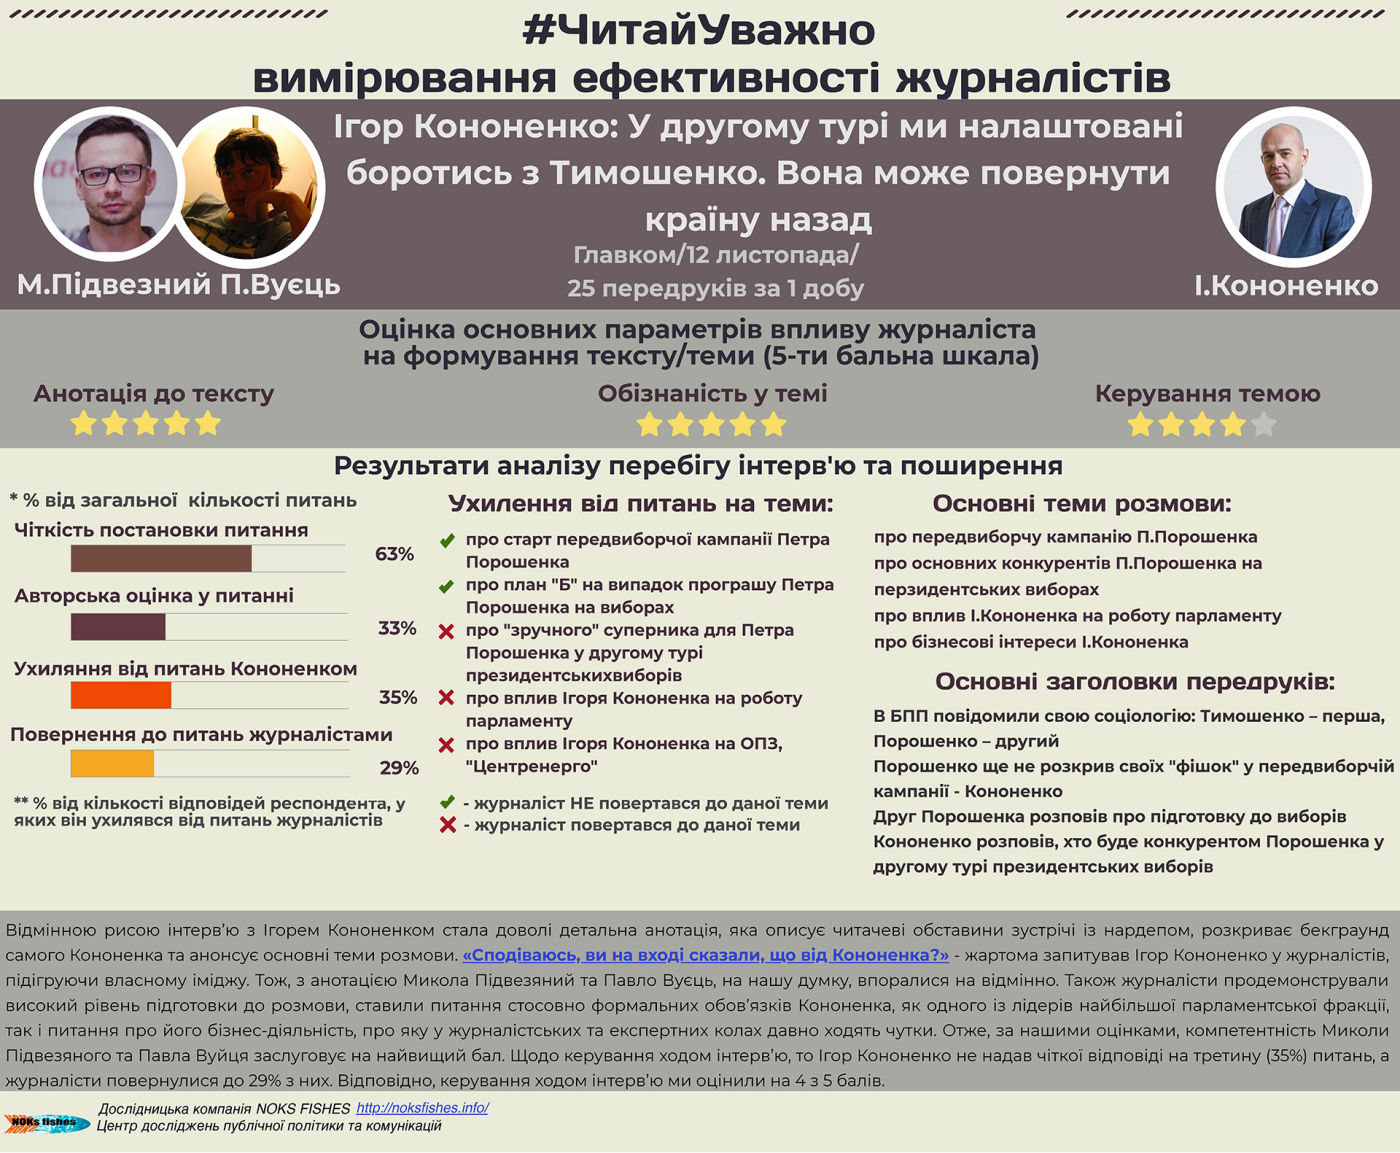 #ЧитайУважно
вимірювання ефективності журналістів
Ігор Кононенко: У другому турі ми налаштовані
боротись з Тимошенко. Вона може повернути
країну назад
Главком/12 листопада/
25 передруків за 1 добу
М.Підвезний П.Вуєць
І.Кононенко
Оцінка основних параметрів впливу журналіста
на формування тексту/теми (5-ти бальна шкала)
Анотація до тексту
Обізнаність у темі
Керування темою
Результати аналізу перебігу інтерв'ю та поширення
* % від загальної кількості питань
Чіткість постановки питання
63%
Авторська оцінка у питанні
33%
Ухиляння від питань Кононенком
35%
Повернення до питань журналістами
29%
** % від кількості відповідей респондента, у
яких він ухилявся від питань журналістів
Ухилення від питань на теми:
про старт передвиборчої кампанії Петра
Порошенка
про план "Б" на випадок програшу Петра
Порошенка на виборах
про "зручного" суперника для Петра
Порошенка у другому турі
президентськихвиборів
про вплив Ігоря Кононенка на роботу
парламенту
про вплив Ігоря Кононенка на ОПЗ,
"Центренерго"
- журналіст НЕ повертався до даної теми
- журналіст повертався до даної теми
Основні теми розмови:
про передвиборчу кампанію П.Порошенка
про основних конкурентів П.Порошенка на
перзидентських виборах
про вплив І.Кононенка на роботу парламенту
про бізнесові інтереси І.Кононенка
Основні заголовки передруків:
В БПП повідомили свою соціологію: Тимошенко – перша,
Порошенко – другий
Порошенко ще не розкрив своїх "фішок" у передвиборчій
кампанії - Кононенко
Друг Порошенка розповів про підготовку до виборів
Кононенко розповів, хто буде конкурентом Порошенка у
другому турі президентських виборів
Відмінною рисою інтерв’ю з Ігорем Кононенком стала доволі детальна анотація, яка описує читачеві обставини зустрічі із нардепом, розкриває бекграунд
самого Кононенка та анонсує основні теми розмови. «Сподіваюсь, ви на вході сказали, що від Кононенка?» - жартома запитував Ігор Кононенко у журналістів,
підігруючи власному іміджу. Тож, з анотацією Микола Підвезяний та Павло Вуєць, на нашу думку, впоралися на відмінно. Також журналісти продемонстрували
високий рівень підготовки до розмови, ставили питання стосовно формальних обов’язків Кононенка, як одного із лідерів найбільшої парламентської фракції,
так і питання про його бізнес-діяльність, про яку у журналістських та експертних колах давно ходять чутки. Отже, за нашими оцінками, компетентність Миколи
Підвезяного та Павла Вуйця заслуговує на найвищий бал. Щодо керування ходом інтерв’ю, то Ігор Кононенко не надав чіткої відповіді на третину (35%) питань, а
журналісти повернулися до 29% з них. Відповідно, керування ходом інтерв’ю ми оцінили на 4 з 5 балів.
NOKs fishes
Дослідницька компанія NOKS FISHES http://noksfishes.info/
Центр досліджень публічної політики та комунікацій